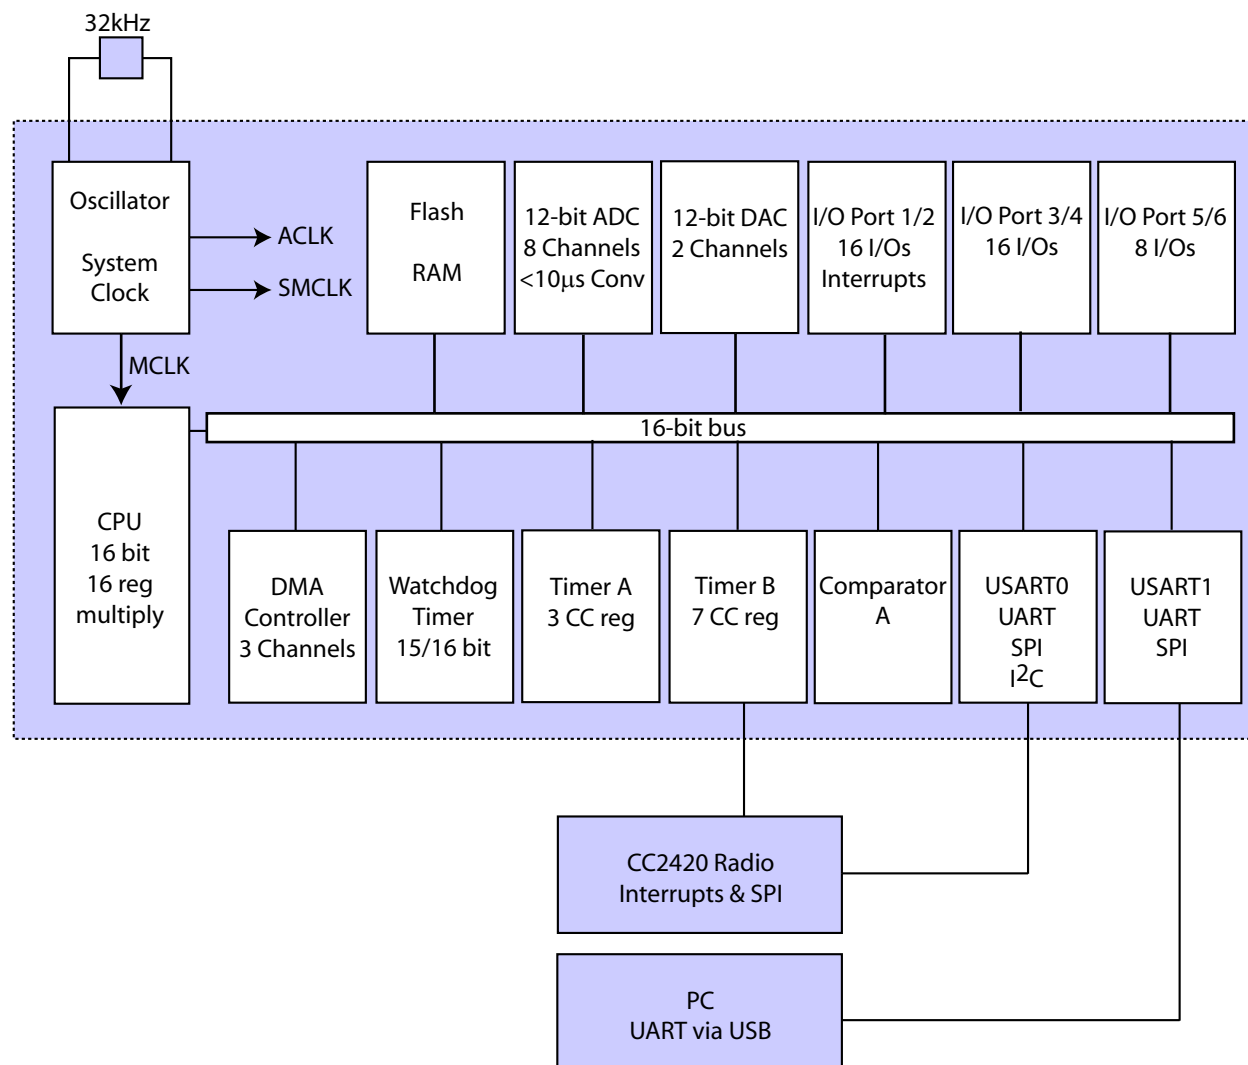 32kHz
Oscillator
System
Clock
ACLK
SMCLK
MCLK
Flash
RAM
12-bit ADC
8 Channels
<10µs Conv
12-bit DAC
2 Channels
I/O Port 1/2
16 I/Os
Interrupts
I/O Port 3/4
16 I/Os
I/O Port 5/6
8 I/Os
16-bit bus
CPU
16 bit
16 reg
multiply
DMA
Controller
3 Channels
Watchdog
Timer
15/16 bit
Timer A
3 CC reg
Timer B
7 CC reg
Comparator
A
USART0
UART
SPI
I²C
USART1
UART
SPI
CC2420 Radio
Interrupts & SPI
PC
UART via USB